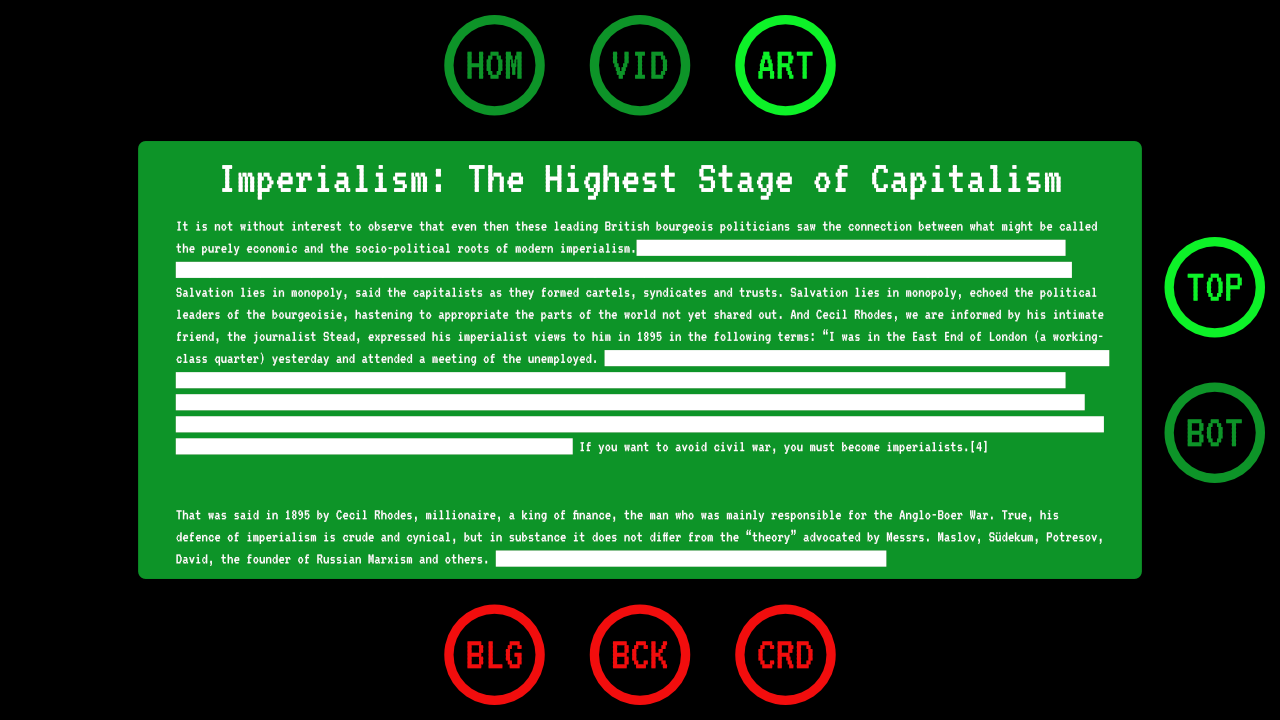 HOM VID ART
Imperialism: The Highest Stage of Capitalism
It is not without interest to observe that even then these leading British bourgeois politicians saw the connection between what might be called
the purely economic and the socio-political roots of modern imperialism.
Salvation lies in monopoly, said the capitalists as they formed cartels, syndicates and trusts. Salvation lies in monopoly, echoed the political
leaders of the bourgeoisie, hastening to appropriate the parts of the world not yet shared out. And Cecil Rhodes, we are informed by his intimate
friend, the journalist Stead, expressed his imperialist views to him in 1895 in the following terms: “I was in the East End of London (a working-
class quarter) yesterday and attended a meeting of the unemployed.
If you want to avoid civil war, you must become imperialists.[4]
That was said in 1895 by Cecil Rhodes, millionaire, a king of finance, the man who was mainly responsible for the Anglo-Boer War. True, his
defence of imperialism is crude and cynical, but in substance it does not differ from the “theory” advocated by Messrs. Maslov, Südekum, Potresov,
David, the founder of Russian Marxism and others.
TOP
BOT
BLG BCK CRD